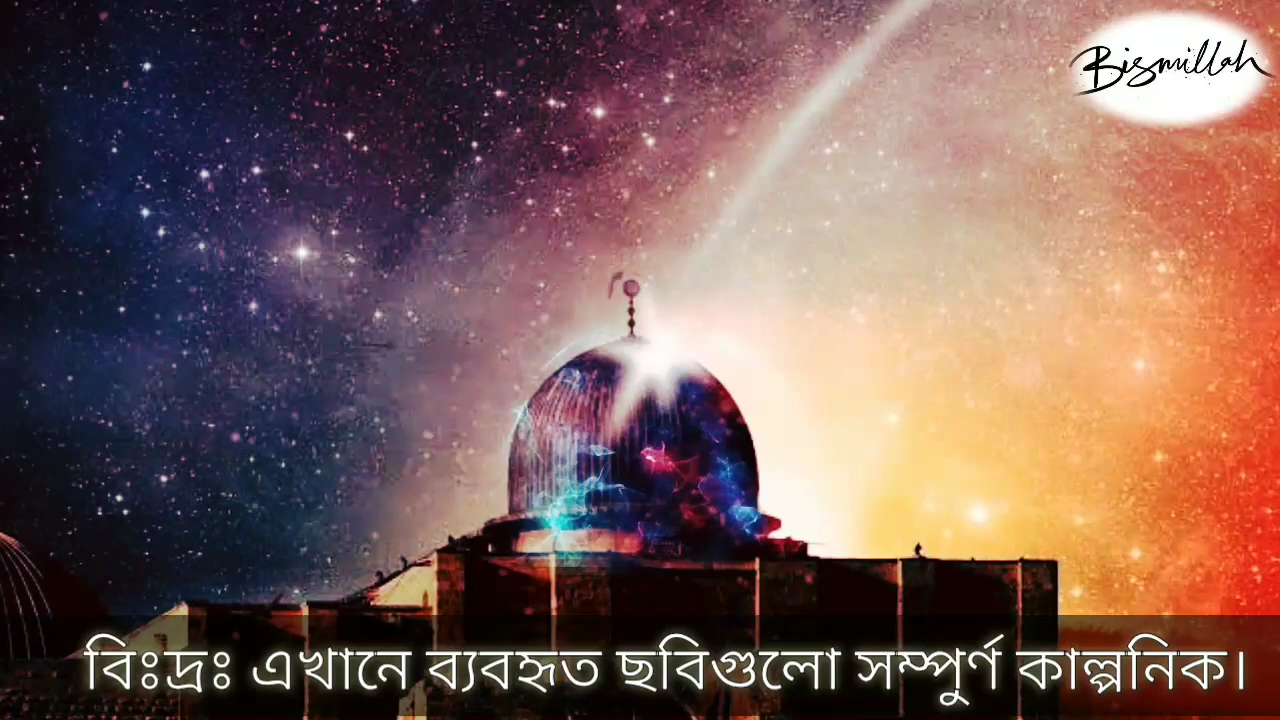 Bismillah
বিঃদ্রঃ এখানে ব্যবহৃত ছবিগুলো সম্পুর্ণ কাল্পনিক।